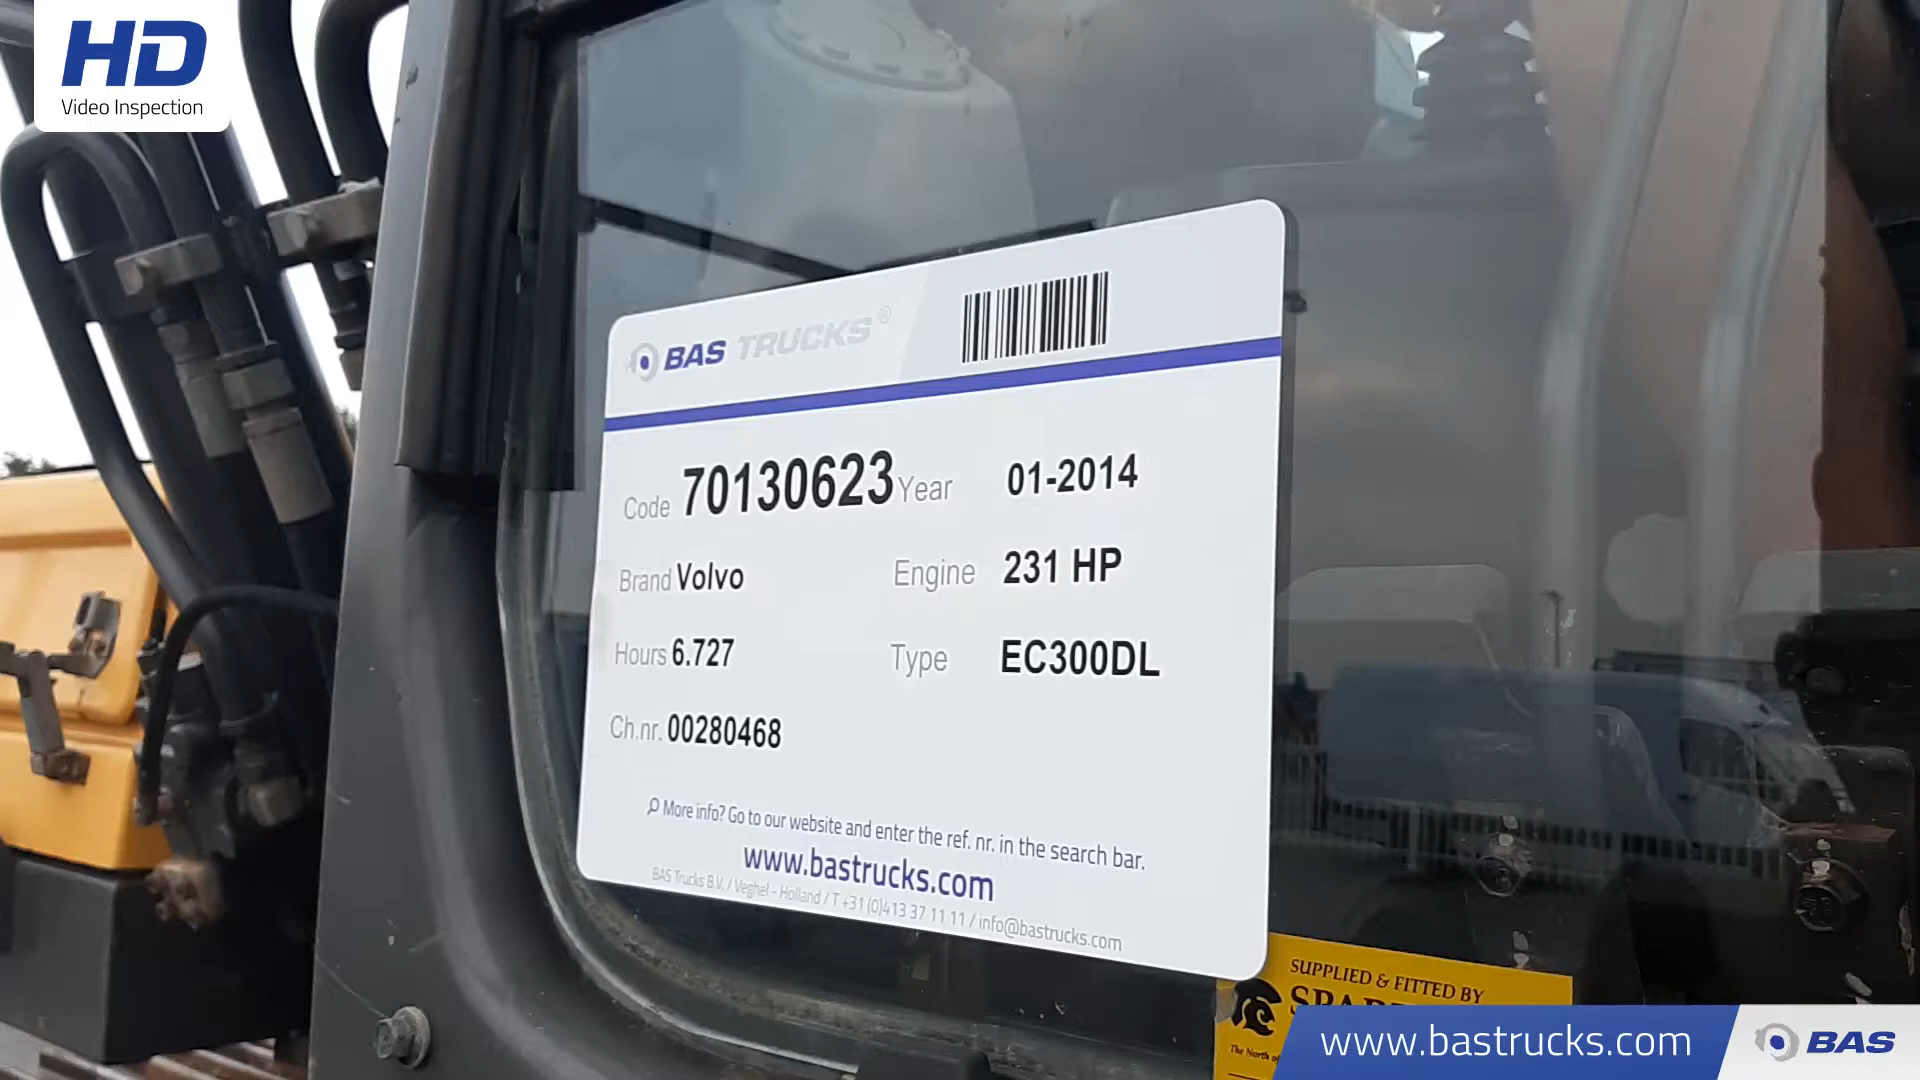 HD
Video Inspection
BAS TRUCKS®
Code 70130623 Year 01-2014
Brand Volvo Engine 231 HP
Hours 6.727 Type EC300DL
Ch.nr. 00280468
More info? Go to our website and enter the ref. nr. in the search bar.
www.bastrucks.com
BAS Trucks B.V. / Veghel - Holland / T +31 (0)413 37 11 11 / info@bastrucks.com
SUPPLIED & FITTED BY
The North
www.bastrucks.com
BAS